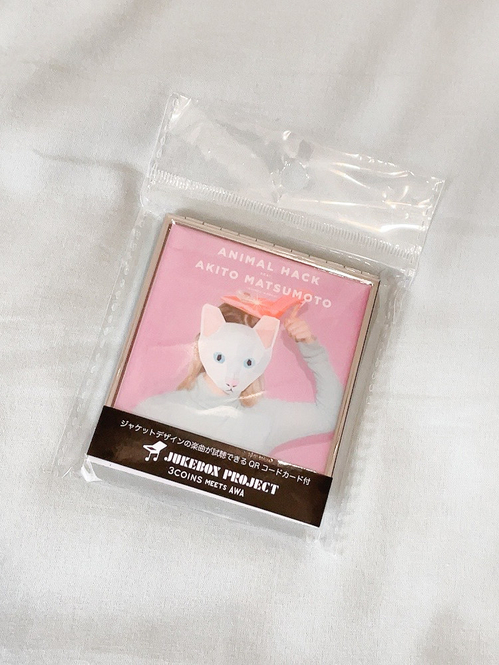 ANIMAL HACK
AKITO MATSUMOTO
ジャケットデザインの楽曲が試聴できるQRコードカード付
JUKEBOX PROJECT
3COINS MEETS AWA